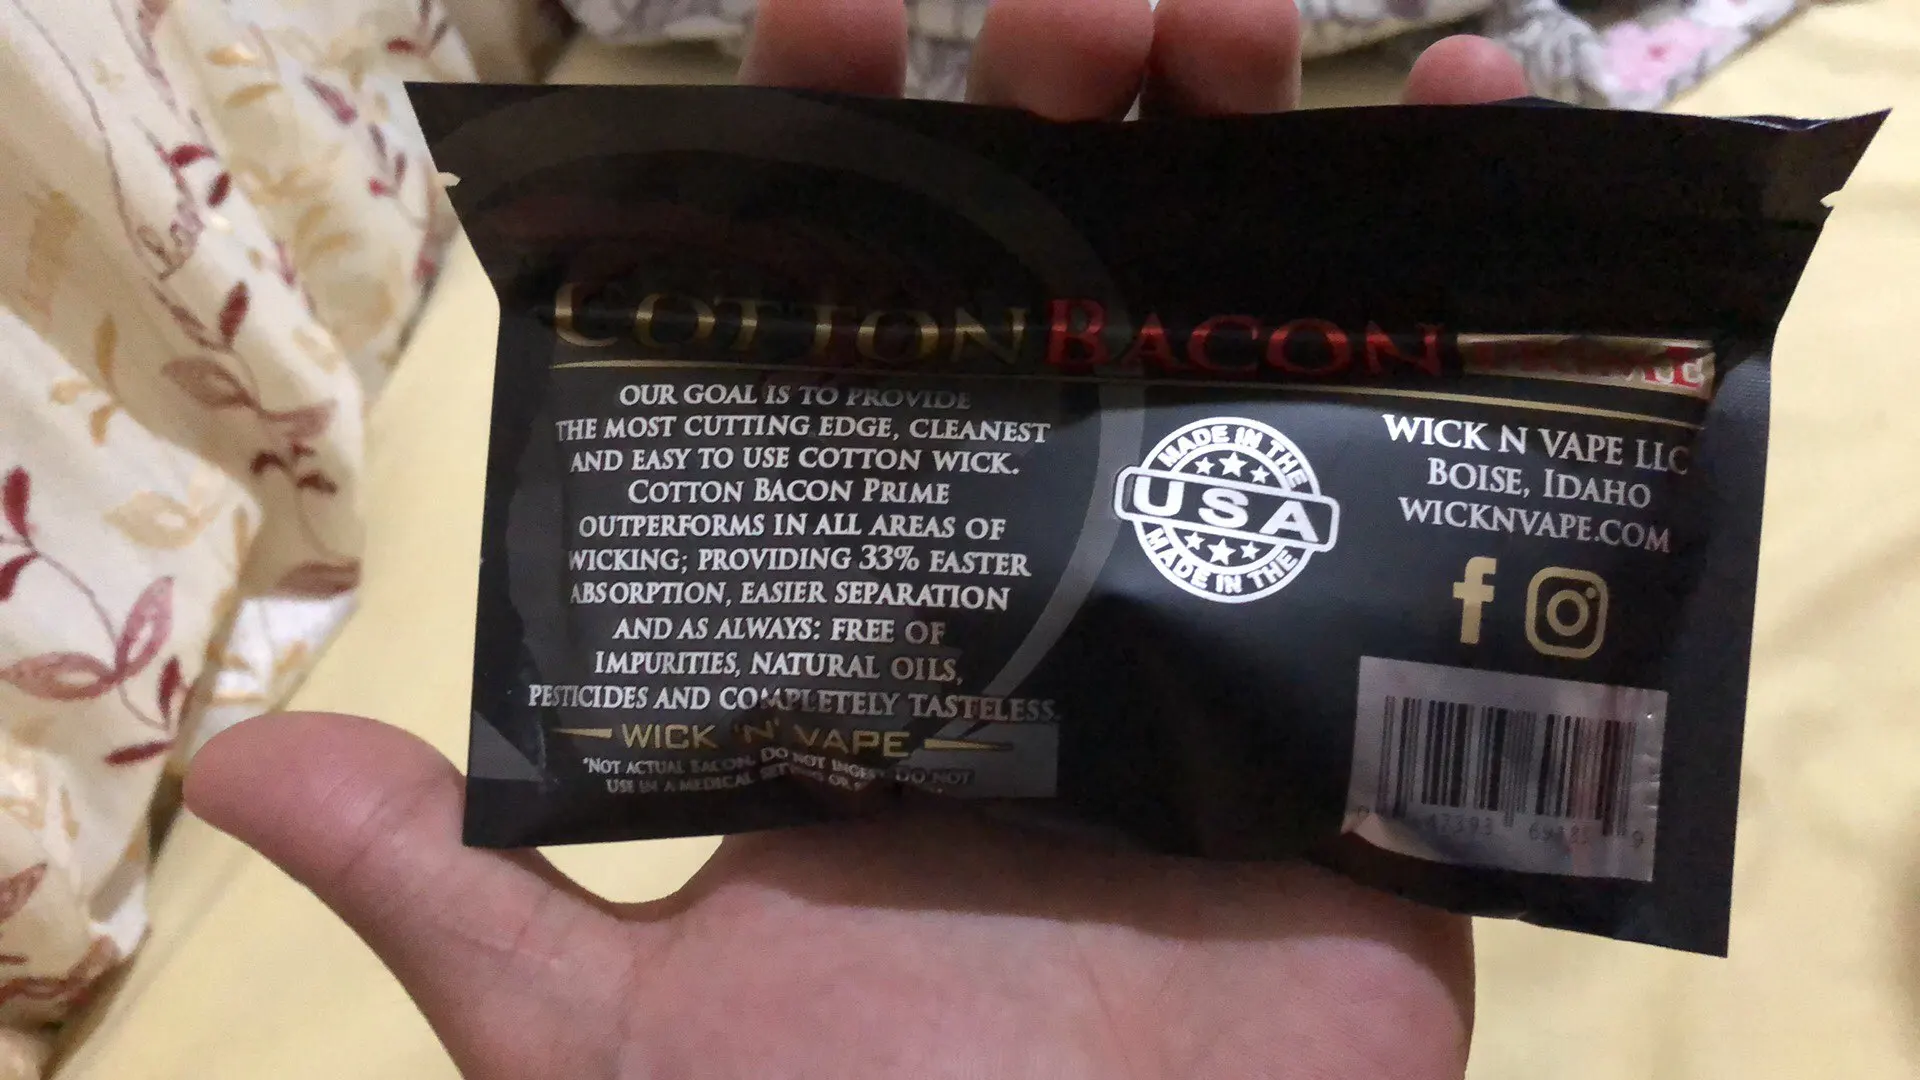 COTTON BACON PRIME
OUR GOAL IS TO PROVIDE
THE MOST CUTTING EDGE, CLEANEST
AND EASY TO USE COTTON WICK.
COTTON BACON PRIME
OUTPERFORMS IN ALL AREAS OF
WICKING; PROVIDING 33% FASTER
ABSORPTION, EASIER SEPARATION
AND AS ALWAYS: FREE OF
IMPURITIES, NATURAL OILS,
PESTICIDES AND COMPLETELY TASTELESS.
WICK 'N' VAPE
*NOT ACTUAL BACON. DO NOT INGEST DO NOT
USE IN A MEDICAL SETTING OR
MADE IN THE
USA
MADE IN THE
WICK N VAPE LLC
BOISE, IDAHO
WICKNVAPE.COM